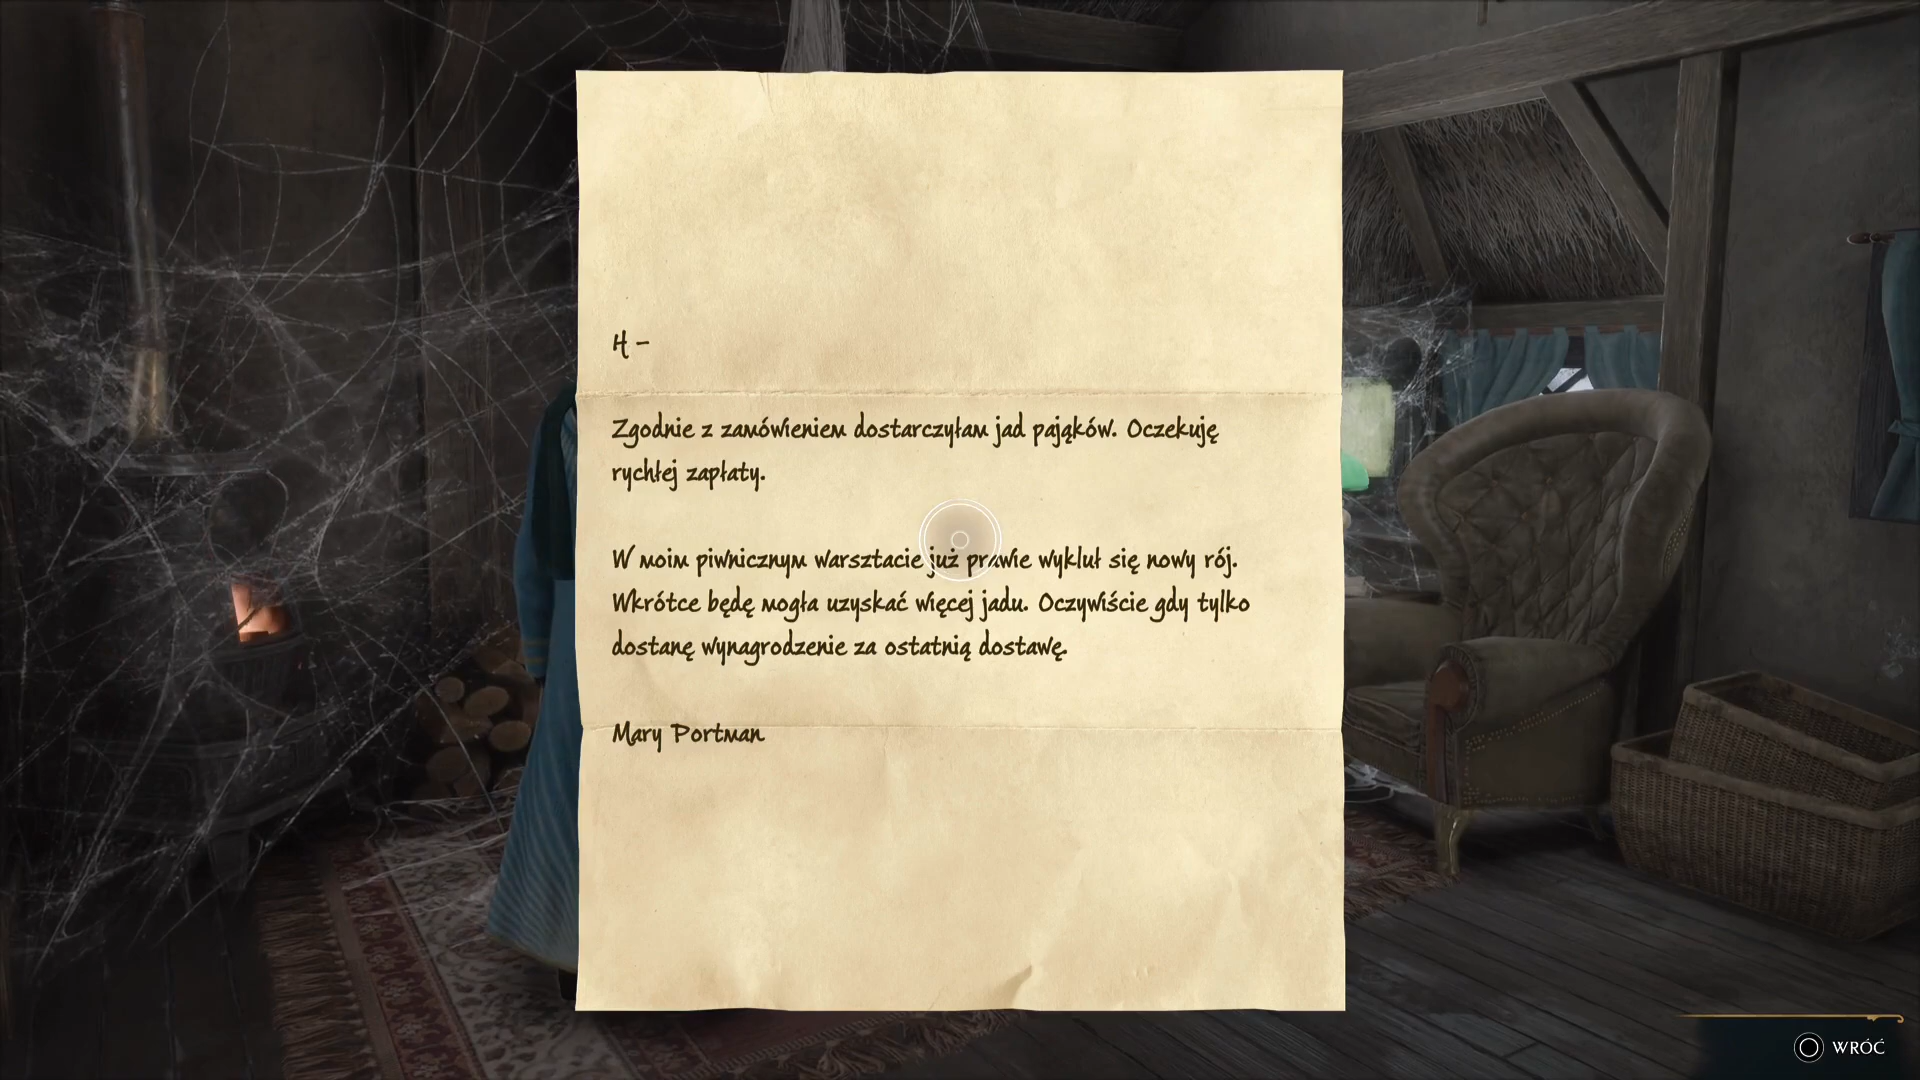 H –
Zgodnie z zamówieniem dostarczyłam jad pająków. Oczekuję
rychłej zapłaty.
W moim piwnicznym warsztacie już prawie wykluł się nowy rój.
Wkrótce będę mogła uzyskać więcej jadu. Oczywiście gdy tylko
dostanę wynagrodzenie za ostatnią dostawę.
Mary Portman
WRÓĆ